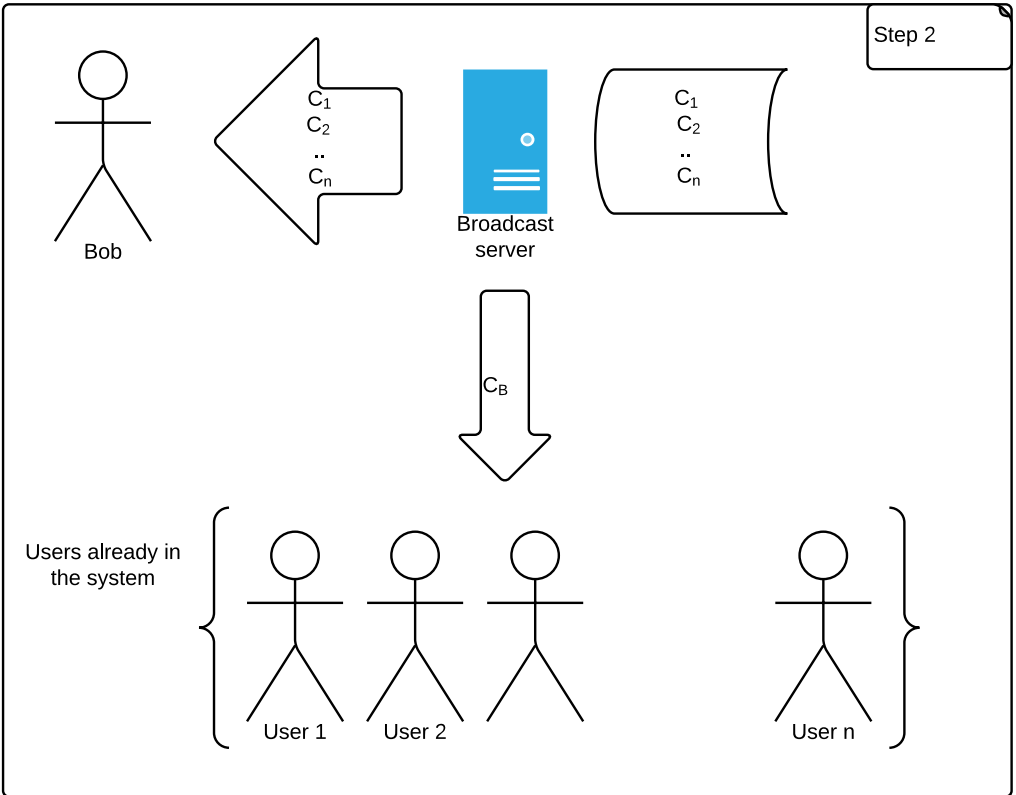 Step 2
C₁
C₂
..
Cₙ
C₁
C₂
..
Cₙ
Broadcast
server
Bob
C_B
Users already in
the system
User 1
User 2
User n